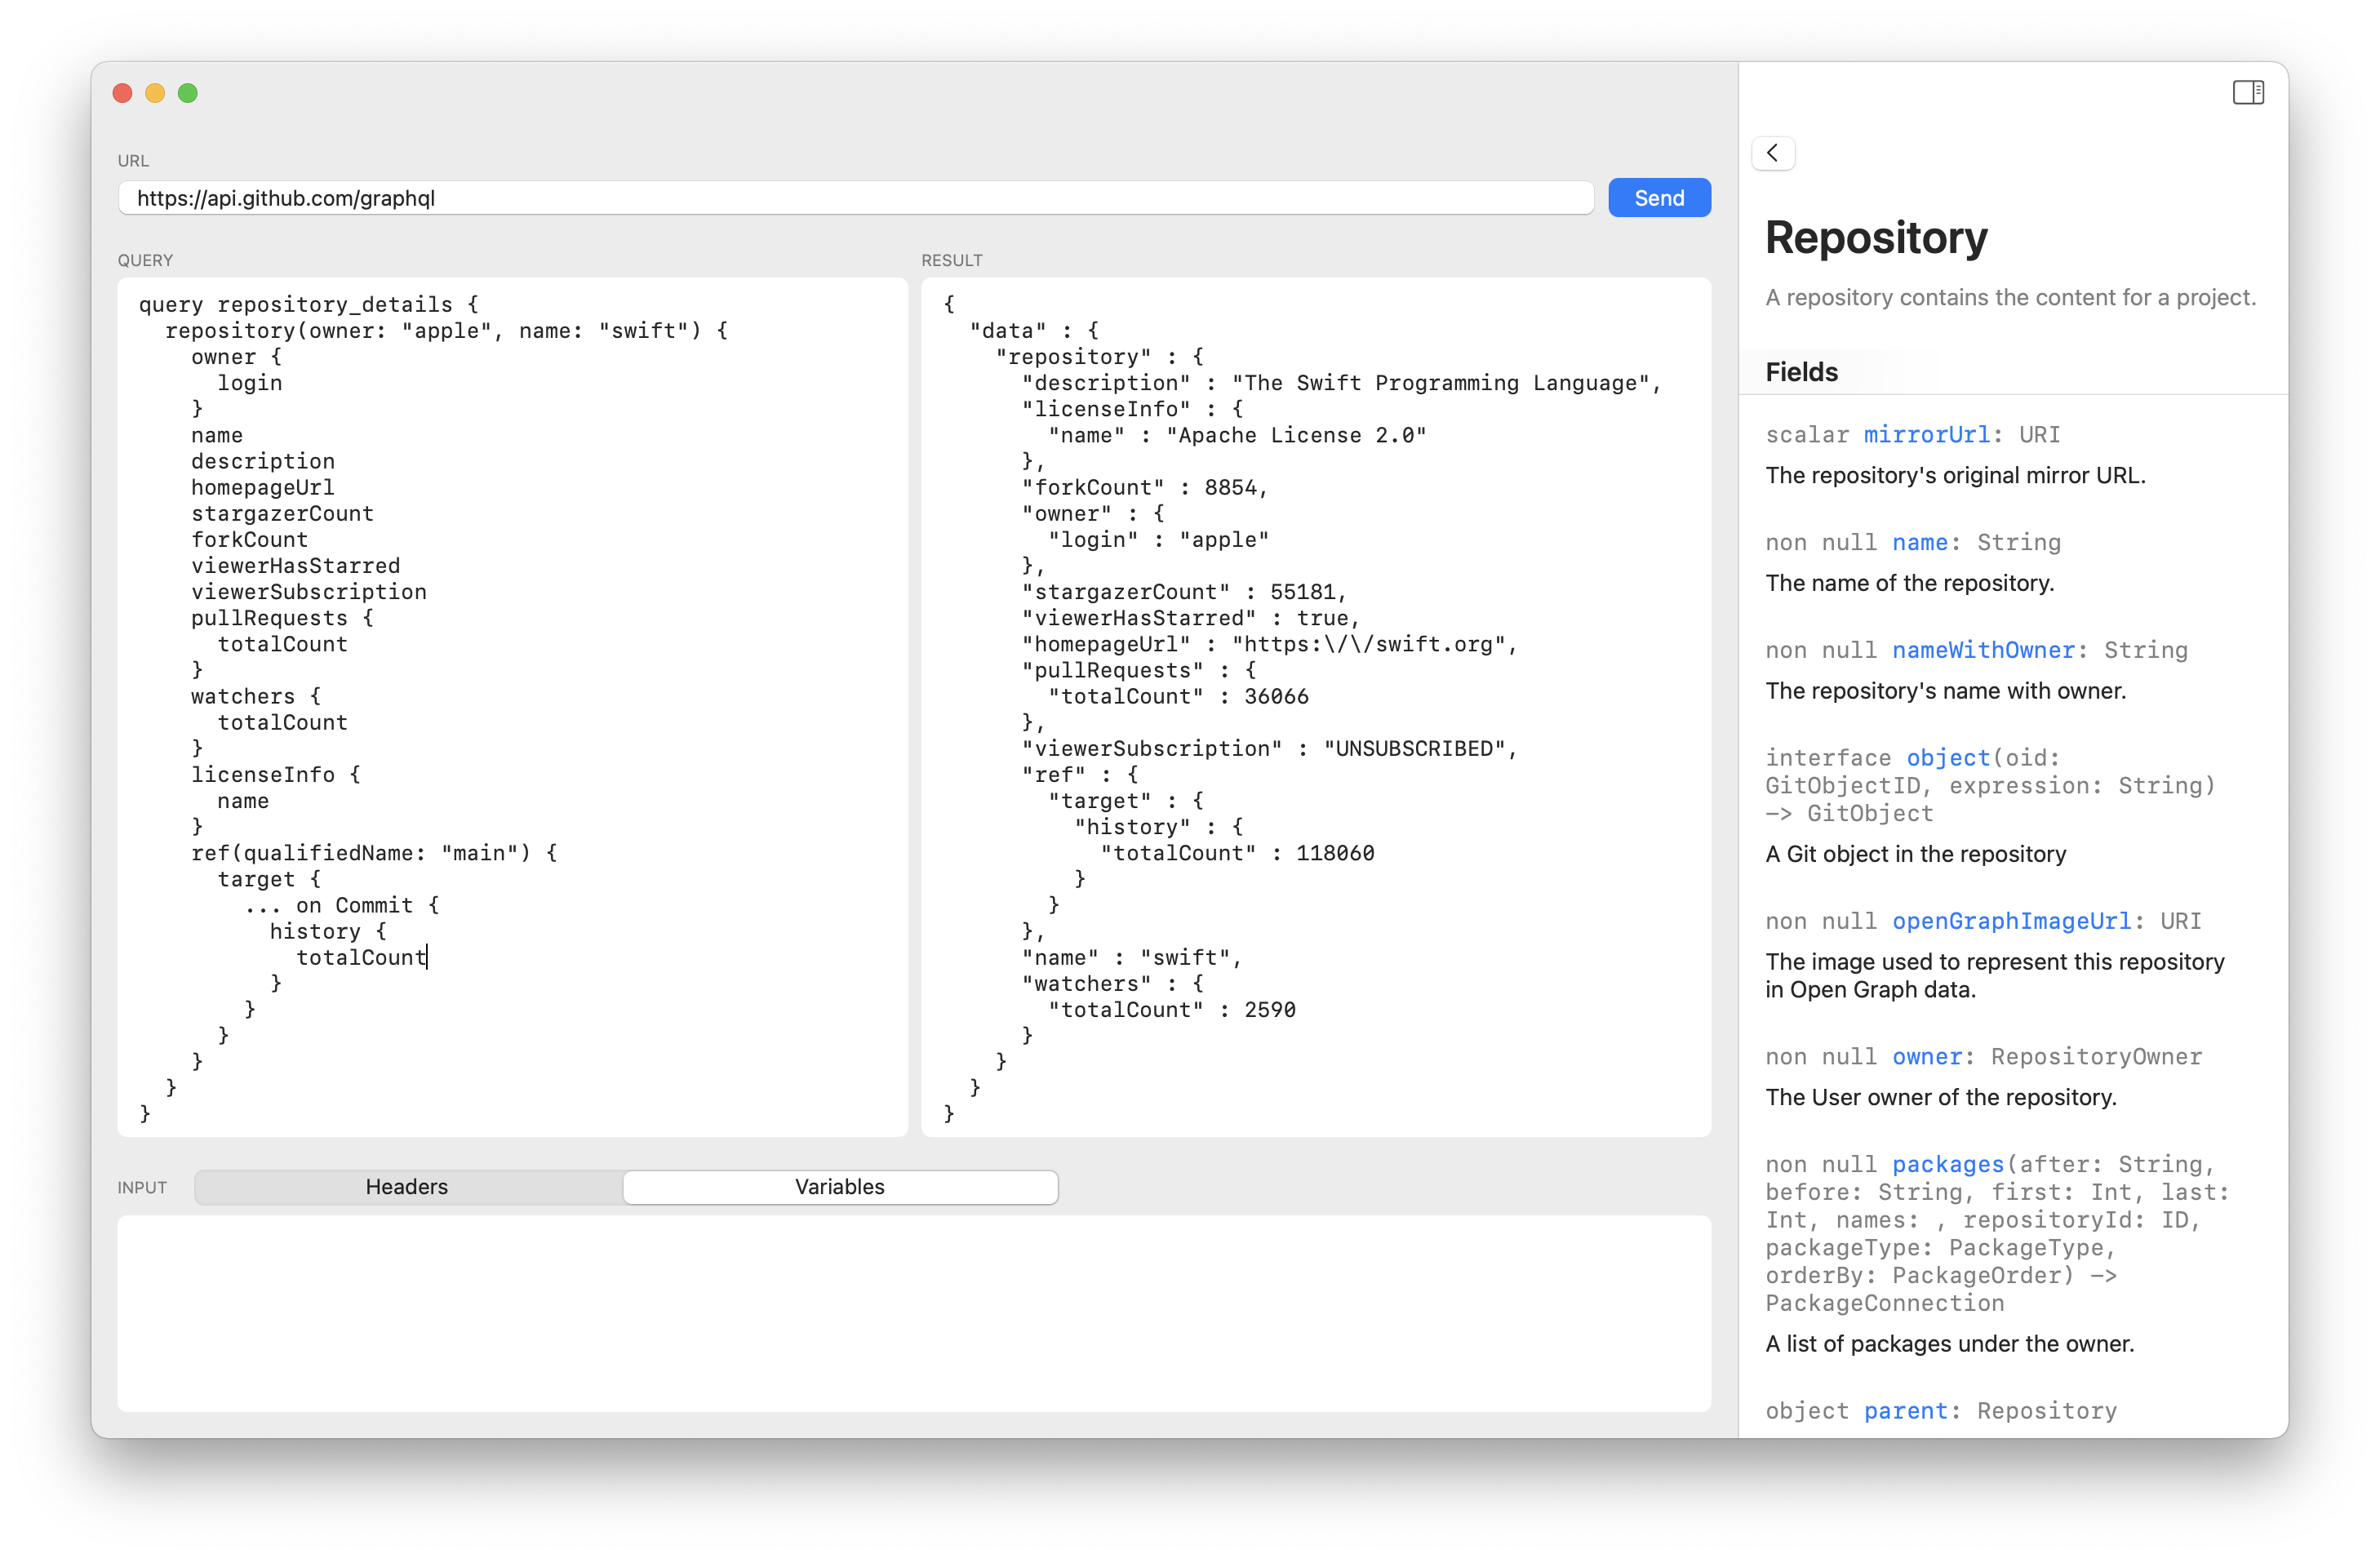 URL
https://api.github.com/graphql
Send
QUERY
query repository_details {
  repository(owner: "apple", name: "swift") {
    owner {
      login
    }
    name
    description
    homepageUrl
    stargazerCount
    forkCount
    viewerHasStarred
    viewerSubscription
    pullRequests {
      totalCount
    }
    watchers {
      totalCount
    }
    licenseInfo {
      name
    }
    ref(qualifiedName: "main") {
      target {
        ... on Commit {
          history {
            totalCount
          }
        }
      }
    }
  }
}
RESULT
{
  "data" : {
    "repository" : {
      "description" : "The Swift Programming Language",
      "licenseInfo" : {
        "name" : "Apache License 2.0"
      },
      "forkCount" : 8854,
      "owner" : {
        "login" : "apple"
      },
      "stargazerCount" : 55181,
      "viewerHasStarred" : true,
      "homepageUrl" : "https:\/\/swift.org",
      "pullRequests" : {
        "totalCount" : 36066
      },
      "viewerSubscription" : "UNSUBSCRIBED",
      "ref" : {
        "target" : {
          "history" : {
            "totalCount" : 118060
          }
        }
      },
      "name" : "swift",
      "watchers" : {
        "totalCount" : 2590
      }
    }
  }
}
INPUT
Headers
Variables
Repository
A repository contains the content for a project.
Fields
scalar mirrorUrl: URI
The repository's original mirror URL.
non null name: String
The name of the repository.
non null nameWithOwner: String
The repository's name with owner.
interface object(oid:
GitObjectID, expression: String)
-> GitObject
A Git object in the repository
non null openGraphImageUrl: URI
The image used to represent this repository
in Open Graph data.
non null owner: RepositoryOwner
The User owner of the repository.
non null packages(after: String,
before: String, first: Int, last:
Int, names: , repositoryId: ID,
packageType: PackageType,
orderBy: PackageOrder) ->
PackageConnection
A list of packages under the owner.
object parent: Repository